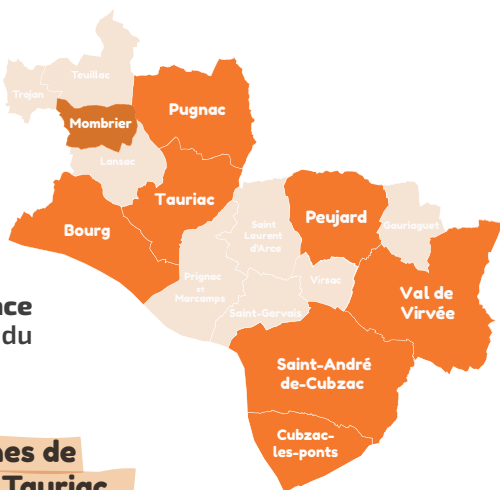 Teuillac
Trojan
Mombrier
Pugnac
Lansac
Tauriac
Bourg
Saint
Laurent
d'Arce
Peujard
Gauriaguet
Prignac
et
Marcamps
Virsac
Saint-Gervais
Val de
Virvée
Saint-André
de-Cubzac
Cubzac-
les-ponts
nce
du
nes de
Tauriac